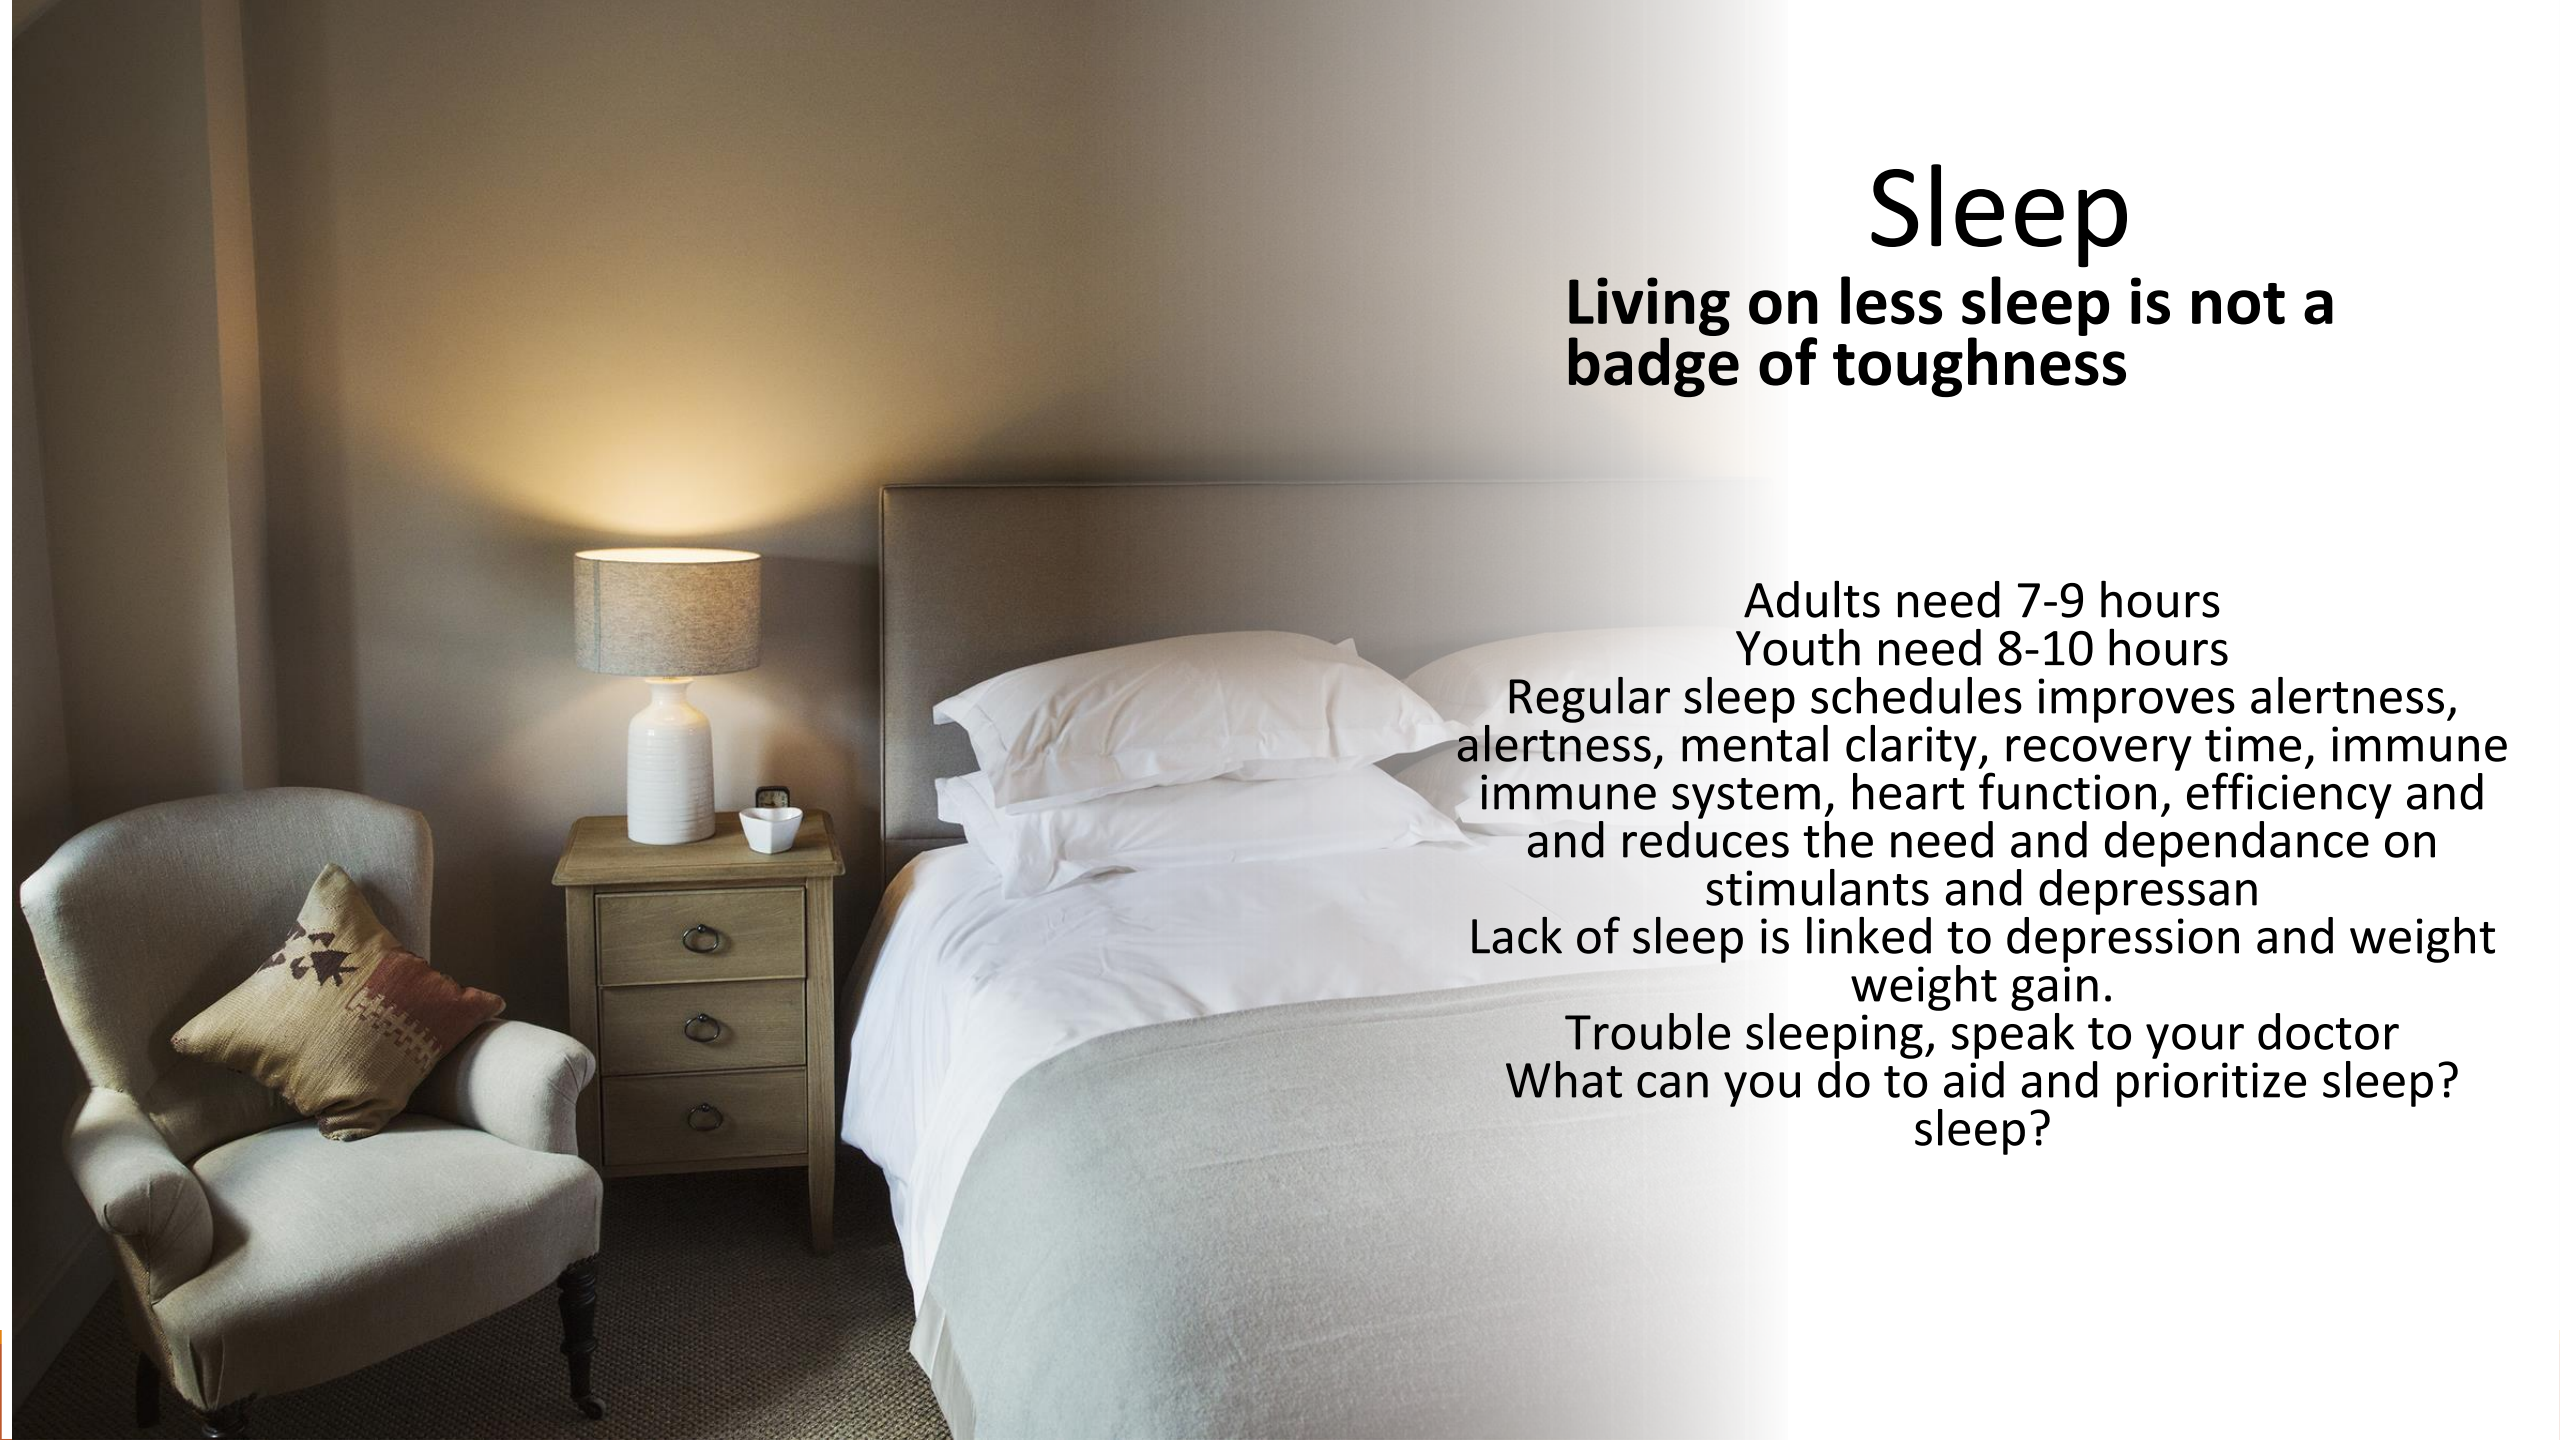 Sleep
Living on less sleep is not a
badge of toughness
Adults need 7-9 hours
Youth need 8-10 hours
Regular sleep schedules improves alertness,
alertness, mental clarity, recovery time, immune
immune system, heart function, efficiency and
and reduces the need and dependance on
stimulants and depressan
Lack of sleep is linked to depression and weight
weight gain.
Trouble sleeping, speak to your doctor
What can you do to aid and prioritize sleep?
sleep?